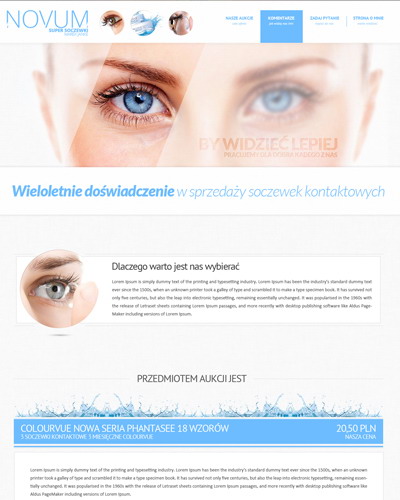 NOVUM
SUPER SOCZEWKI
NASZE AUKCJE
KOMENTARZE
ZADAJ PYTANIE
STRONA O MNIE
BY WIDZIEĆ LEPIEJ
PRACUJEMY DLA DOBRA KAŻDEGO Z NAS
Wieloletnie doświadczenie w sprzedaży soczewek kontaktowych
Dlaczego warto jest nas wybierać
Lorem Ipsum is simply dummy text of the printing and typesetting industry. Lorem Ipsum has been the industry's standard dummy
text ever since the 1500s, when an unknown printer took a galley of type and scrambled it to make a type specimen book. It has survived not
only five centuries, but also the leap into electronic typesetting, remaining essentially unchanged. It was popularised in the 1960s
with the release of Letraset sheets containing Lorem Ipsum passages, and more recently with desktop publishing software like Aldus Page-
Maker including versions of Lorem Ipsum.
PRZEDMIOTEM AUKCJI JEST
COLOURVUE NOWA SERIA PHANTASEE 18 WZORÓW
20,50 PLN
3 SOCZEWKI KONTAKTOWE 3 MIESIĘCZNE COLOURVUE
NASZA CENA
Lorem Ipsum is simply dummy text of the printing and typesetting industry. Lorem Ipsum has been the industry's standard dummy
text ever since the 1500s, when an unknown printer took a galley of type and scrambled it to make a type specimen book. It has survived not
only five centuries, but also the leap into electronic typesetting, remaining essentially unchanged. It was popularised in the 1960s
with the release of Letraset sheets containing Lorem Ipsum passages, and more recently with desktop publishing software like Aldus
PageMaker including versions of Lorem Ipsum.